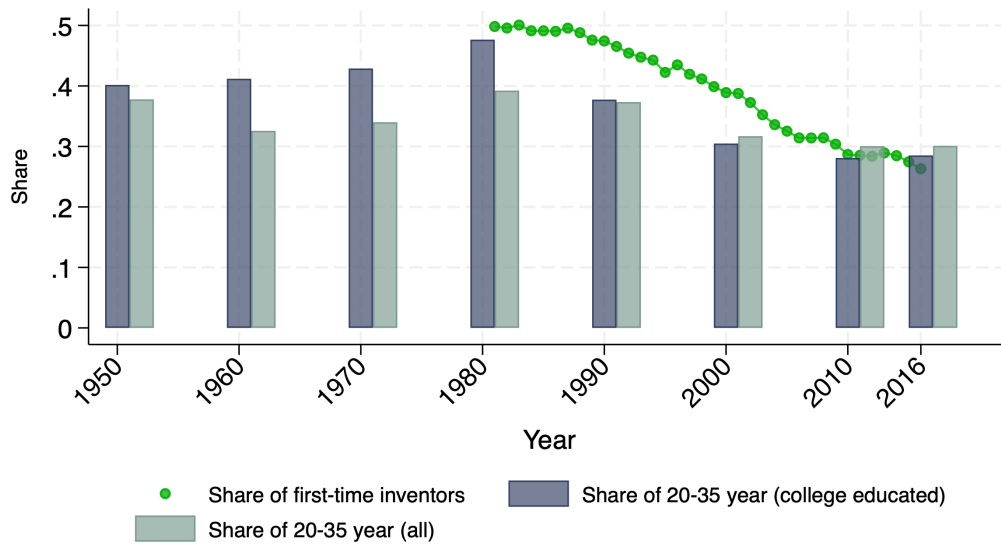 .5
.4
.3
.2
.1
0
Share
1950
1960
1970
1980
1990
2000
2010
2016
Year
Share of first-time inventors
Share of 20-35 year (college educated)
Share of 20-35 year (all)